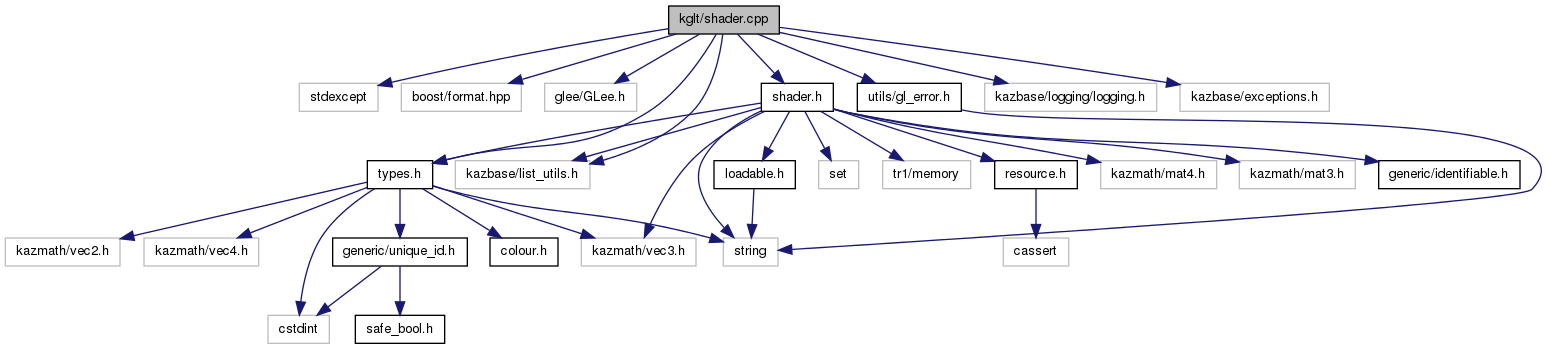 kglt/shader.cpp
stdexcept
boost/format.hpp
glee/GLee.h
shader.h
utils/gl_error.h
kazbase/logging/logging.h
kazbase/exceptions.h
types.h
kazbase/list_utils.h
loadable.h
set
tr1/memory
resource.h
kazmath/mat4.h
kazmath/mat3.h
generic/identifiable.h
kazmath/vec2.h
kazmath/vec4.h
generic/unique_id.h
colour.h
kazmath/vec3.h
string
cassert
cstdint
safe_bool.h